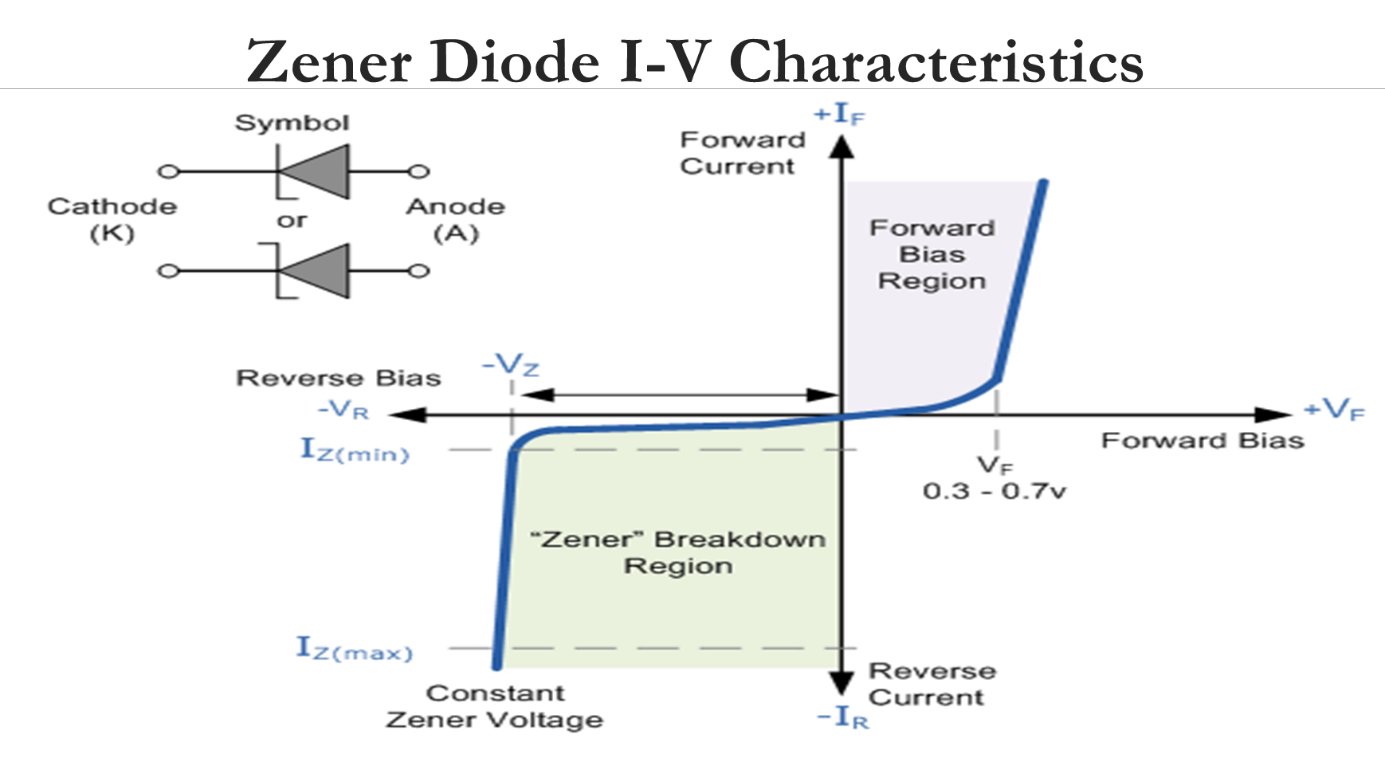 Zener Diode I-V Characteristics
Symbol
Cathode
(K)
or
Anode
(A)
+IF
Forward
Current
Forward
Bias
Region
-VZ
Reverse Bias
-VR
+VF
Forward Bias
IZ(min)
VF
0.3 - 0.7v
“Zener” Breakdown
Region
IZ(max)
Constant
Zener Voltage
Reverse
Current
-IR